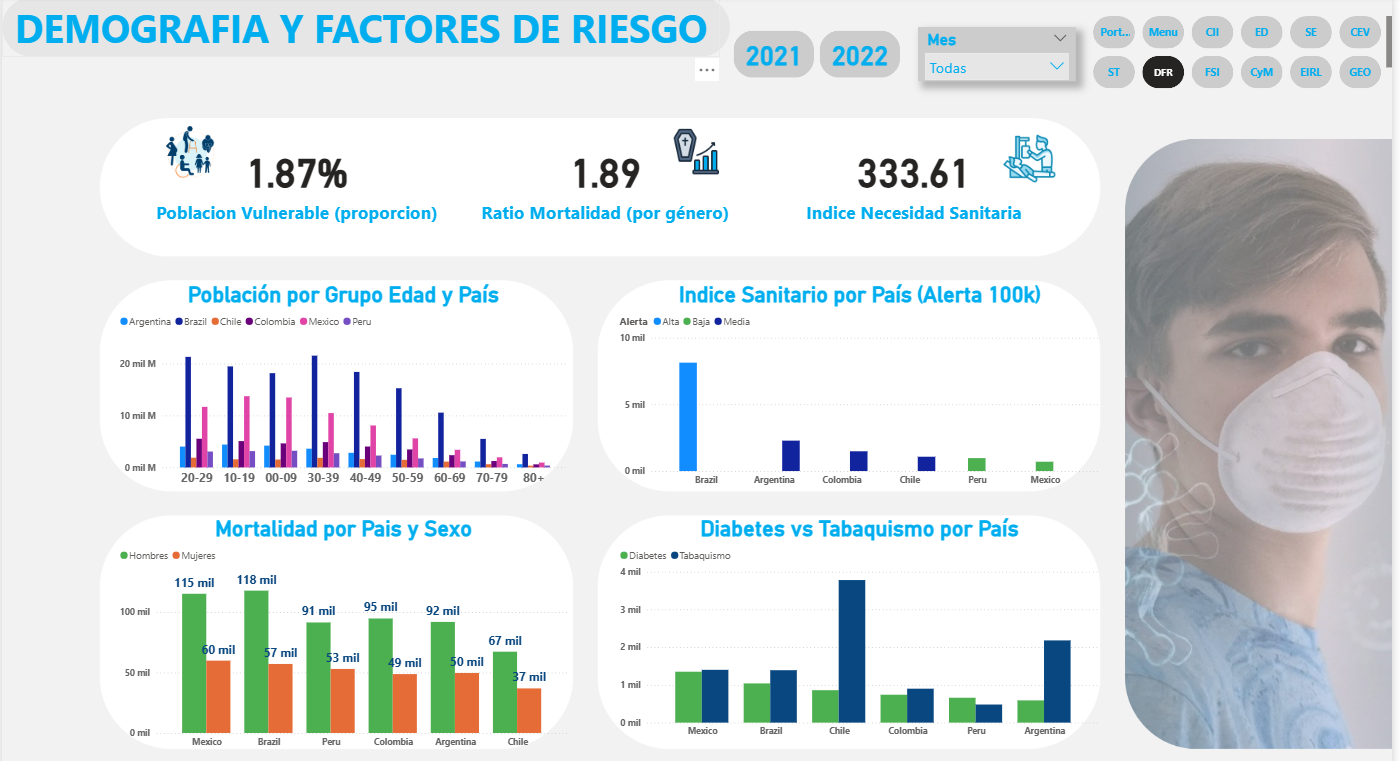 DEMOGRAFIA Y FACTORES DE RIESGO
2021
2022
Mes
Todas
Port...
Menu
CII
ED
SE
CEV
ST
DFR
FSI
CyM
EIRL
GEO
1.87%
Poblacion Vulnerable (proporcion)
1.89
Ratio Mortalidad (por género)
333.61
Indice Necesidad Sanitaria
Población por Grupo Edad y País
Argentina Brazil Chile Colombia Mexico Peru
20 mil M
10 mil M
0 mil M
20-29 10-19 00-09 30-39 40-49 50-59 60-69 70-79 80+
Indice Sanitario por País (Alerta 100k)
Alerta Alta Baja Media
10 mil
5 mil
0 mil
Brazil Argentina Colombia Chile Peru Mexico
Mortalidad por Pais y Sexo
Hombres Mujeres
115 mil 118 mil 91 mil 95 mil 92 mil 67 mil
60 mil 57 mil 53 mil 49 mil 50 mil 37 mil
100 mil
50 mil
0 mil
Mexico Brazil Peru Colombia Argentina Chile
Diabetes vs Tabaquismo por País
Diabetes Tabaquismo
4 mil
3 mil
2 mil
1 mil
0 mil
Mexico Brazil Chile Colombia Peru Argentina